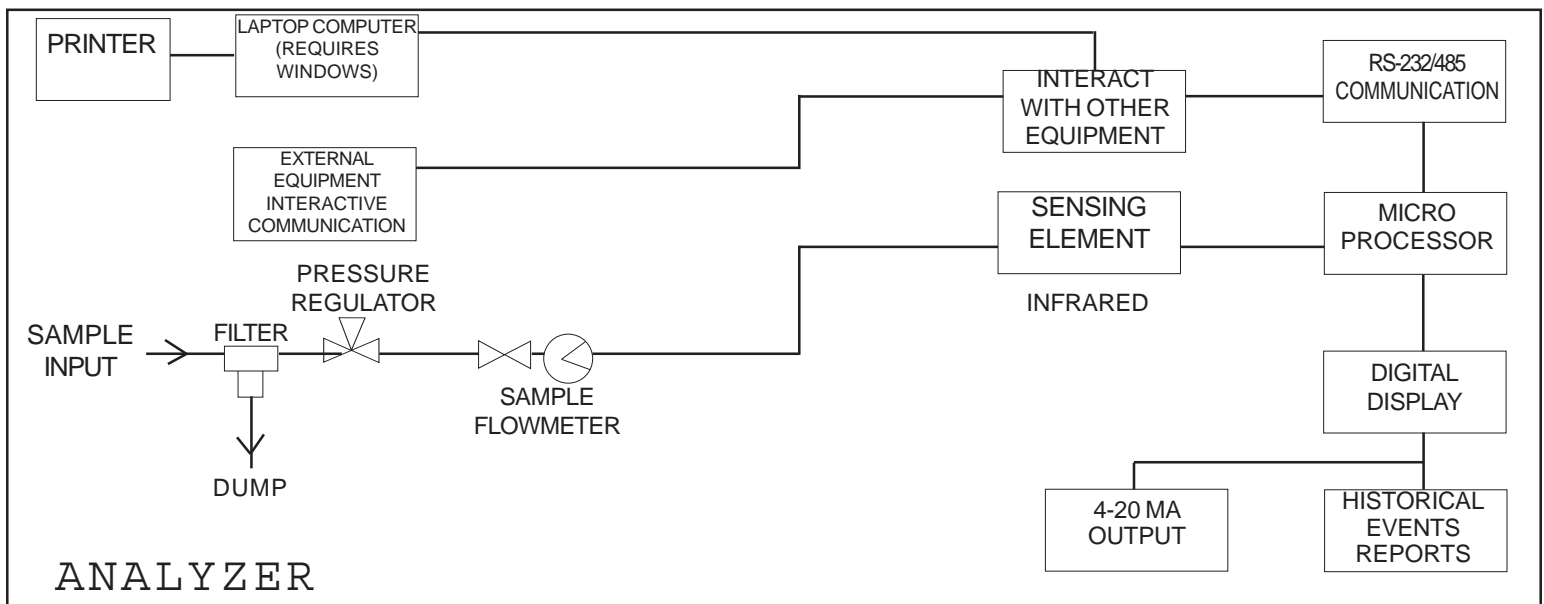 PRINTER
LAPTOP COMPUTER
(REQUIRES
WINDOWS)
INTERACT
WITH OTHER
EQUIPMENT
RS-232/485
COMMUNICATION
EXTERNAL
EQUIPMENT
INTERACTIVE
COMMUNICATION
SENSING
ELEMENT
INFRARED
MICRO
PROCESSOR
PRESSURE
REGULATOR
SAMPLE
INPUT
FILTER
DUMP
SAMPLE
FLOWMETER
DIGITAL
DISPLAY
4-20 MA
OUTPUT
HISTORICAL
EVENTS
REPORTS
ANALYZER